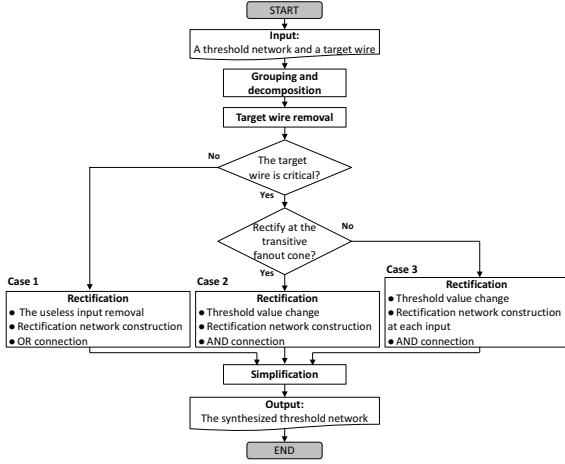 START
Input:
A threshold network and a target wire
Grouping and
decomposition
Target wire removal
No
The target
wire is critical?
Yes
Rectify at the
transitive
fanout cone?
No
Yes
Case 1
Rectification
● The useless input removal
● Rectification network construction
● OR connection
Case 2
Rectification
● Threshold value change
● Rectification network construction
● AND connection
Case 3
Rectification
● Threshold value change
● Rectification network construction
at each input
● AND connection
Simplification
Output:
The synthesized threshold network
END